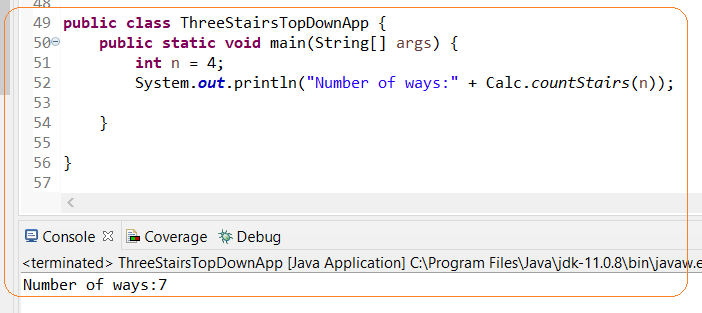 48
49 public class ThreeStairsTopDownApp {
50 public static void main(String[] args) {
51 int n = 4;
52 System.out.println("Number of ways:" + Calc.countStairs(n));
53
54 }
55
56 }
57
Console Coverage Debug
<terminated> ThreeStairsTopDownApp [Java Application] C:\Program Files\Java\jdk-11.0.8\bin\javaw.e
Number of ways:7